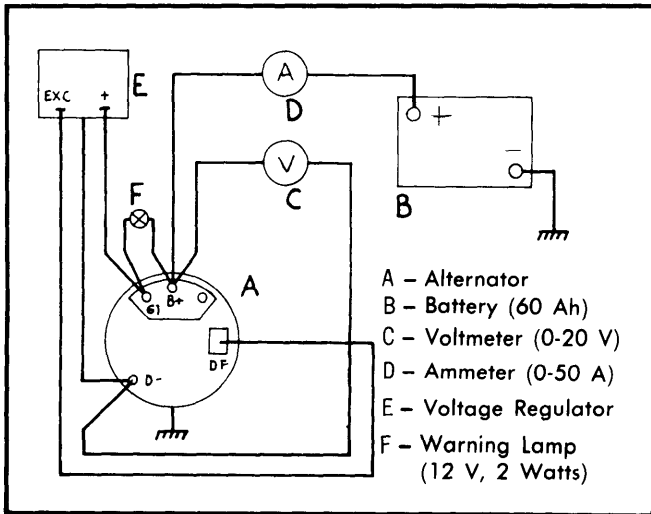 EXC + E
A
D
+ -
V
C
B
F
A
61 B+
DF
D-
A – Alternator
B – Battery (60 Ah)
C – Voltmeter (0-20 V)
D – Ammeter (0-50 A)
E – Voltage Regulator
F – Warning Lamp
(12 V, 2 Watts)